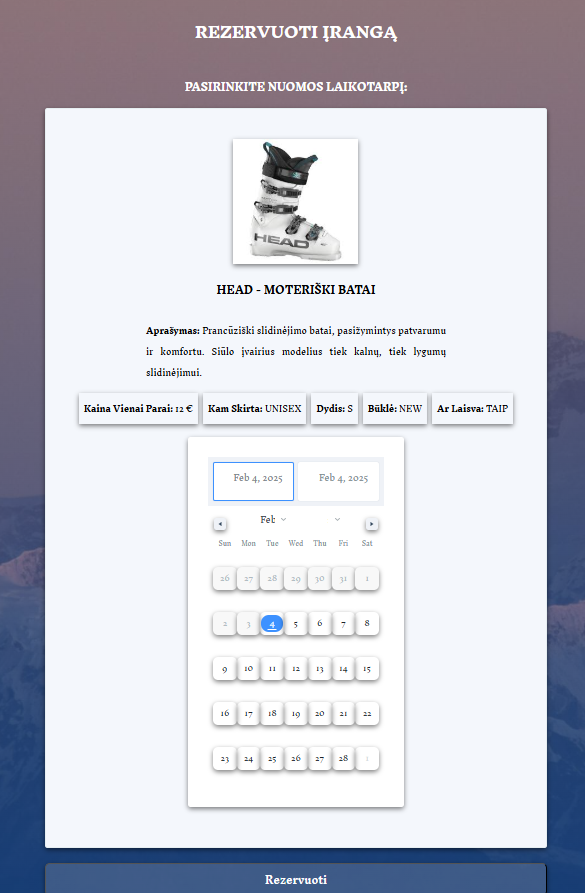 REZERVUOTI ĮRANGĄ
PASIRINKITE NUOMOS LAIKOTARPĮ:
HEAD
HEAD - MOTERIŠKI BATAI
Aprašymas: Prancūziški slidinėjimo batai, pasižymintys patvarumu
ir komfortu. Siūlo įvairius modelius tiek kalnų, tiek lygumų
slidinėjimui.
Kaina Vienai Parai: 12 € Kam Skirta: UNISEX Dydis: S Būklė: NEW Ar Laisva: TAIP
Feb 4, 2025 Feb 4, 2025
Feb
Sun Mon Tue Wed Thu Fri Sat
26 27 28 29 30 31 1
2 3 4 5 6 7 8
9 10 11 12 13 14 15
16 17 18 19 20 21 22
23 24 25 26 27 28 1
Rezervuoti